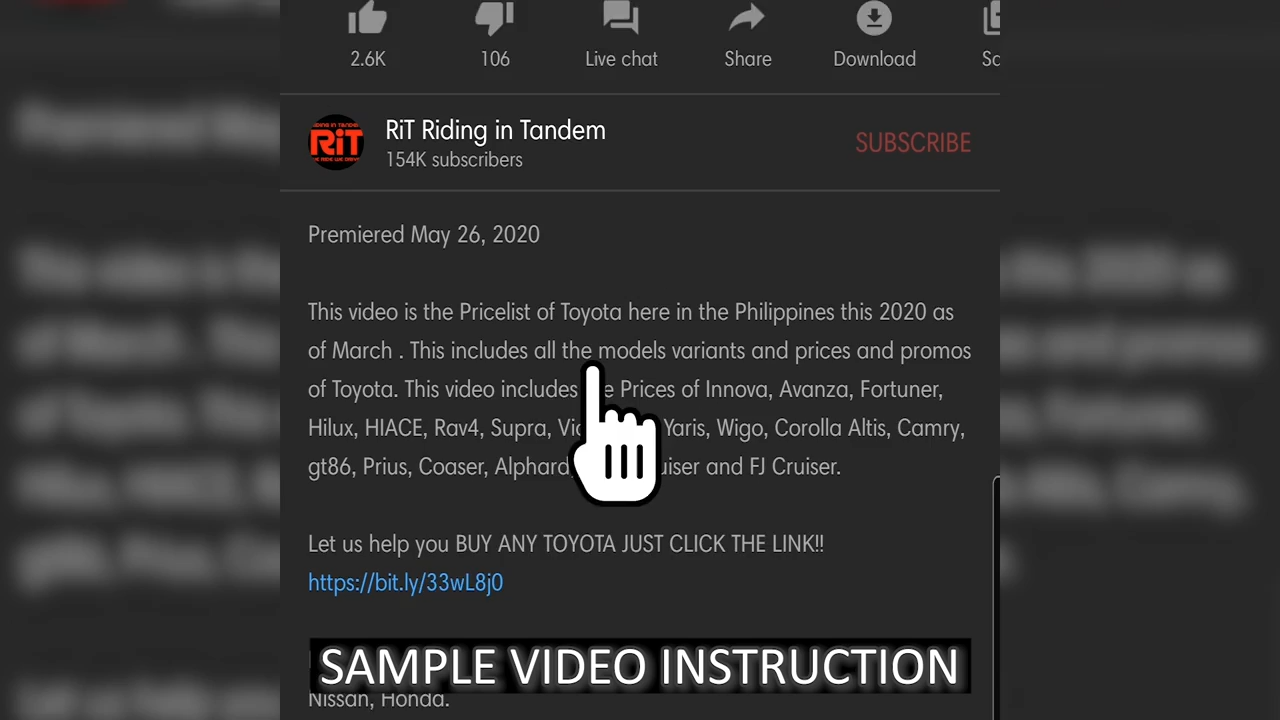 2.6K 106 Live chat Share Download
RiT Riding in Tandem
RiT
154K subscribers
SUBSCRIBE
Premiered May 26, 2020
This video is the Pricelist of Toyota here in the Philippines this 2020 as
of March . This includes all the models variants and prices and promos
of Toyota. This video includes Prices of Innova, Avanza, Fortuner,
Hilux, HIACE, Rav4, Supra, Yaris, Wigo, Corolla Altis, Camry,
gt86, Prius, Coaser, Alphard, and FJ Cruiser.
Let us help you BUY ANY TOYOTA JUST CLICK THE LINK!!
https://bit.ly/33wL8j0
SAMPLE VIDEO INSTRUCTION
Nissan, Honda.